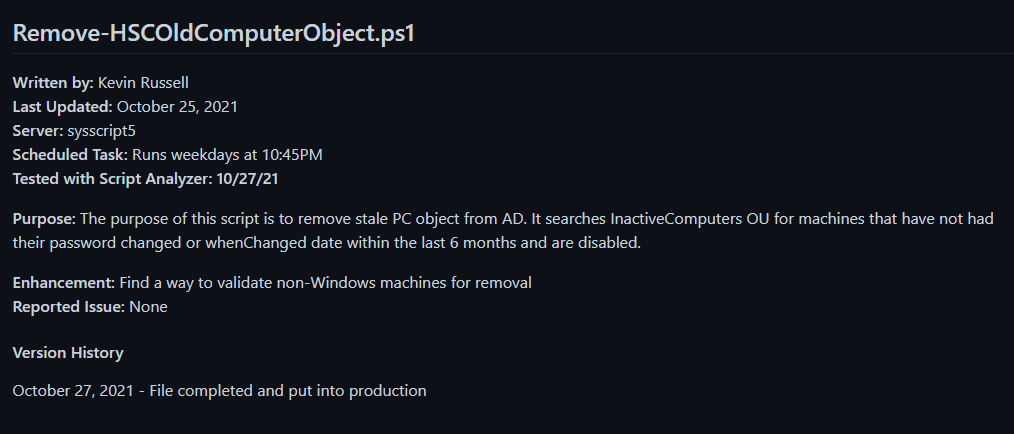 Remove-HSCOldComputerObject.ps1
Written by: Kevin Russell
Last Updated: October 25, 2021
Server: sysscript5
Scheduled Task: Runs weekdays at 10:45PM
Tested with Script Analyzer: 10/27/21
Purpose: The purpose of this script is to remove stale PC object from AD. It searches InactiveComputers OU for machines that have not had
their password changed or whenChanged date within the last 6 months and are disabled.
Enhancement: Find a way to validate non-Windows machines for removal
Reported Issue: None
Version History
October 27, 2021 - File completed and put into production